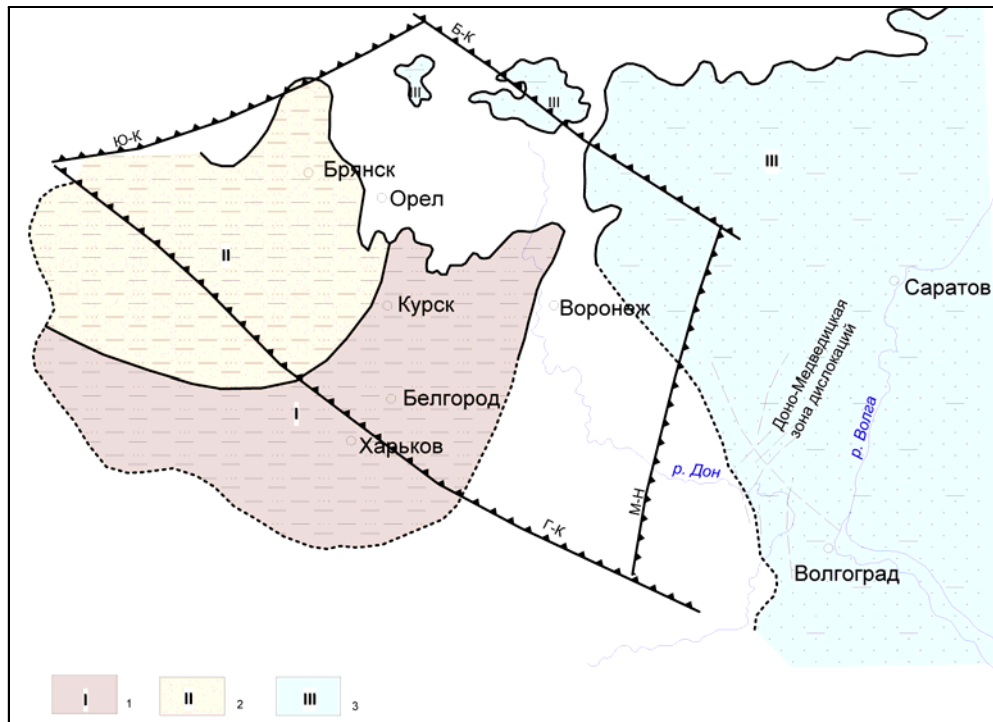 Б-К
Ю-К
III
III
III
Брянск
Орел
II
Саратов
Курск
Воронеж
Доно-Медведицкая
зона дислокаций
I
Белгород
Харьков
р. Волга
р. Дон
М-Н
Г-К
Волгоград
I 1
II 2
III 3